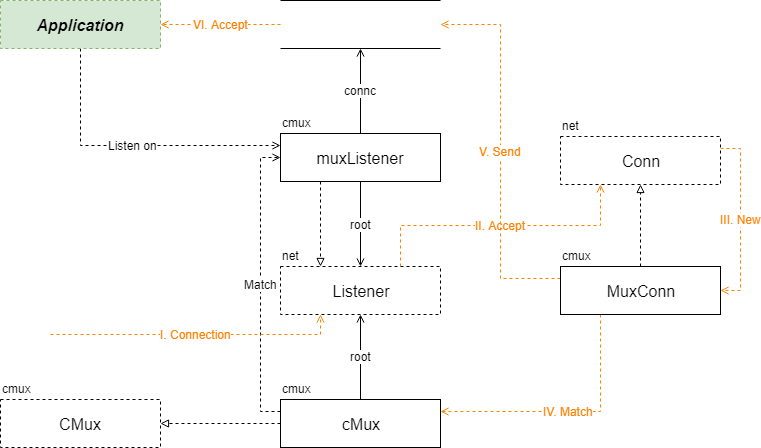 Application
VI. Accept
connc
cmux
muxListener
Listen on
V. Send
net
Conn
root
II. Accept
III. New
net
Listener
Match
cmux
MuxConn
I. Connection
root
cmux
CMux
cmux
cMux
IV. Match